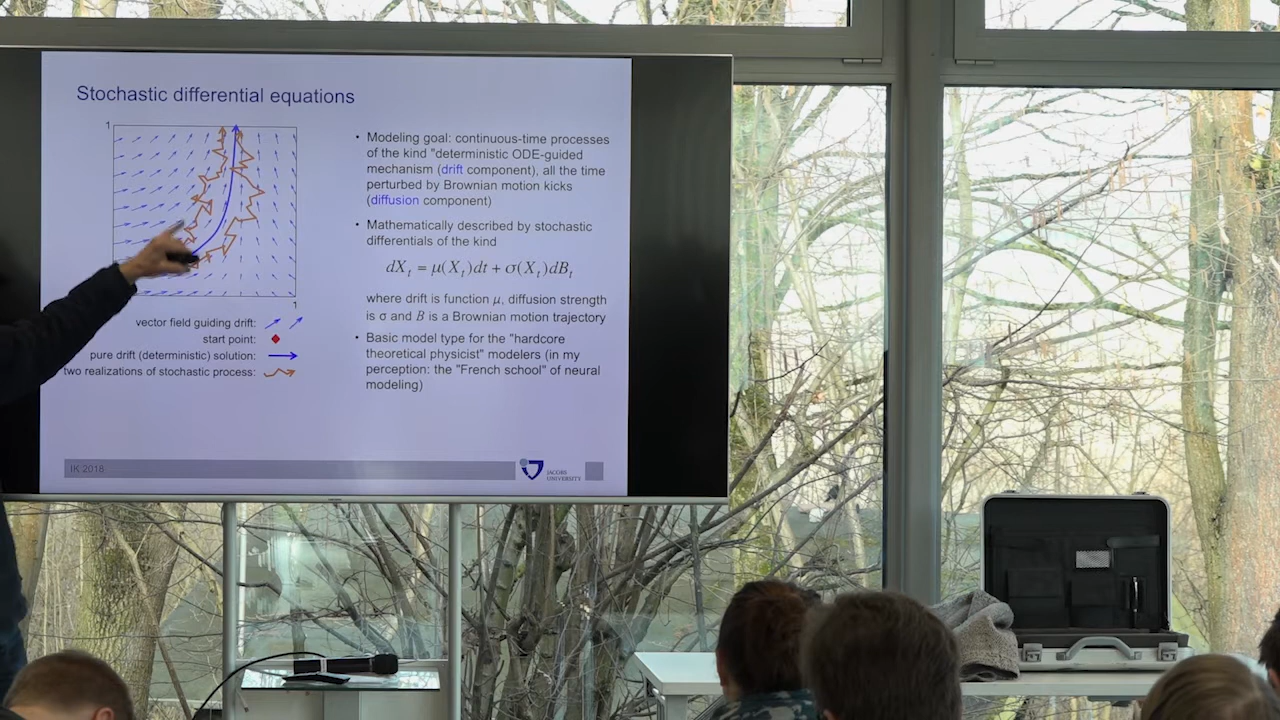 Stochastic differential equations
1
1
vector field guiding drift:
start point:
pure drift (deterministic) solution:
two realizations of stochastic process:
• Modeling goal: continuous-time processes
of the kind "deterministic ODE-guided
mechanism (drift component), all the time
perturbed by Brownian motion kicks
(diffusion component)
• Mathematically described by stochastic
differentials of the kind
dXₜ = μ(Xₜ)dt + σ(Xₜ)dBₜ
where drift is function μ, diffusion strength
is σ and B is a Brownian motion trajectory
• Basic model type for the "hardcore
theoretical physicist" modelers (in my
perception: the "French school" of neural
modeling)
IK 2018
JACOBS
UNIVERSITY